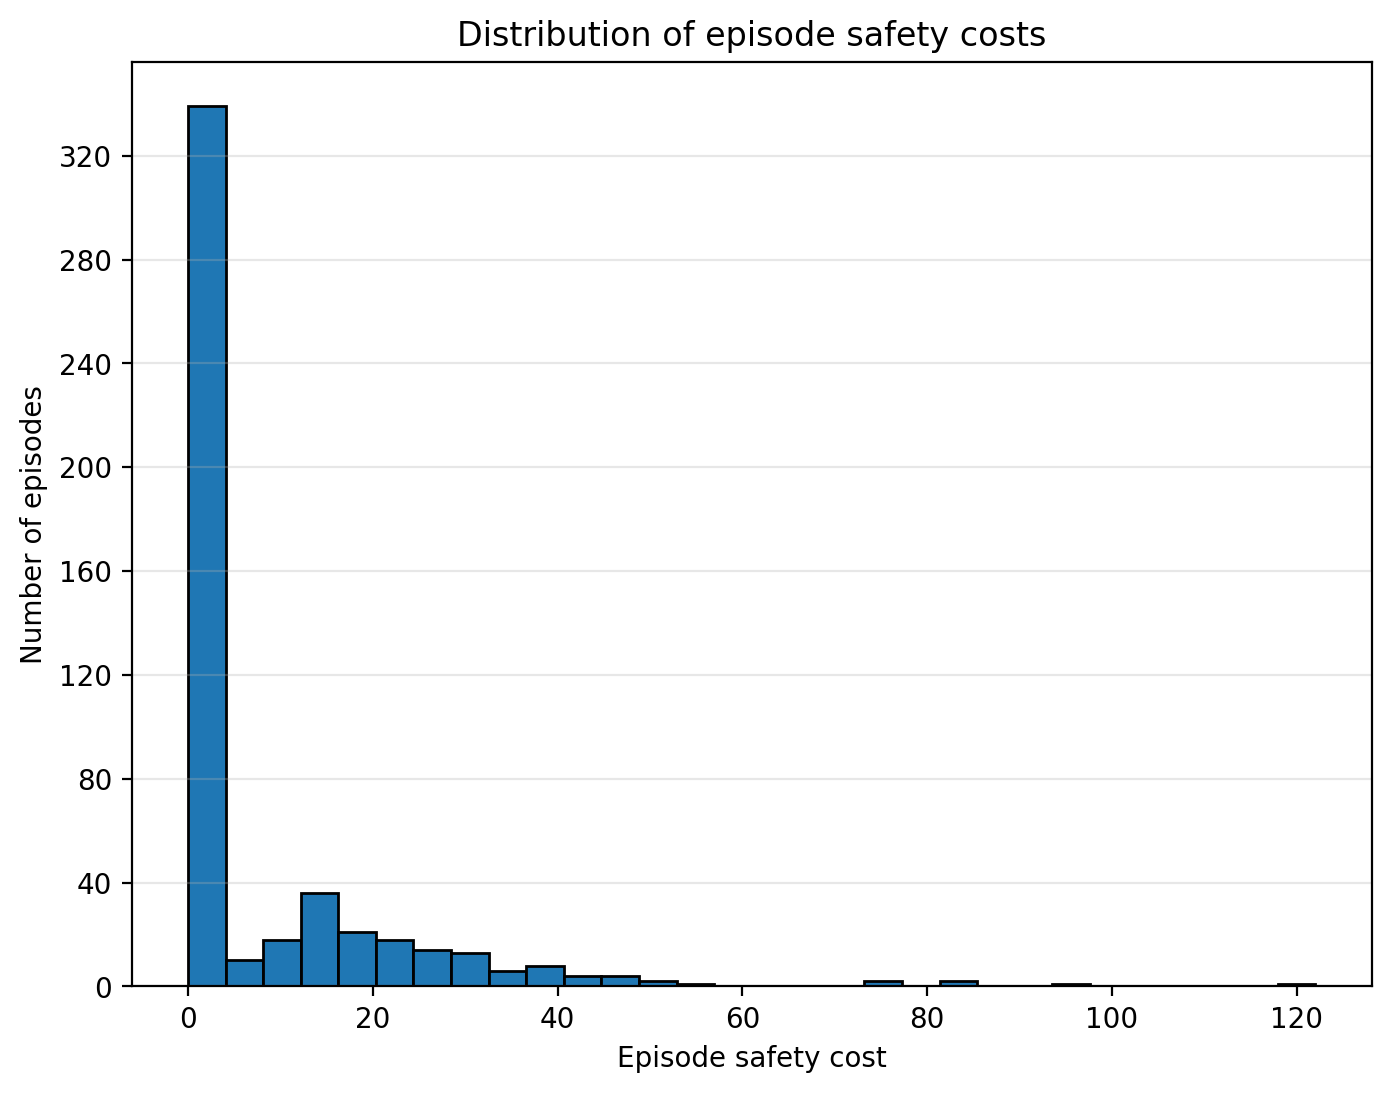 Distribution of episode safety costs
Number of episodes
320
280
240
200
160
120
80
40
0
0 20 40 60 80 100 120
Episode safety cost